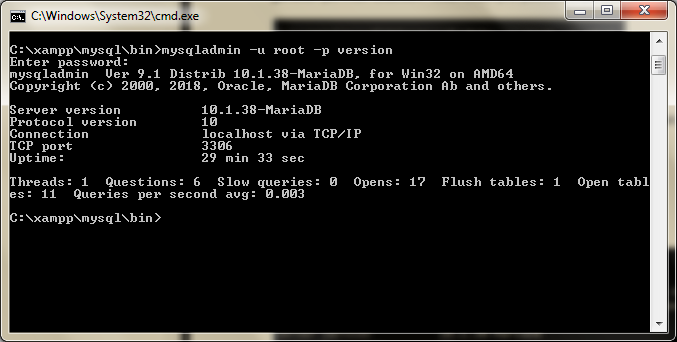 C:\Windows\System32\cmd.exe
C:\xampp\mysql\bin>mysqladmin -u root -p version
Enter password:
mysqladmin  Ver 9.1 Distrib 10.1.38-MariaDB, for Win32 on AMD64
Copyright (c) 2000, 2018, Oracle, MariaDB Corporation Ab and others.
Server version          10.1.38-MariaDB
Protocol version        10
Connection              localhost via TCP/IP
TCP port                3306
Uptime:                 29 min 33 sec
Threads: 1  Questions: 6  Slow queries: 0  Opens: 17  Flush tables: 1  Open tabl
es: 11  Queries per second avg: 0.003
C:\xampp\mysql\bin>